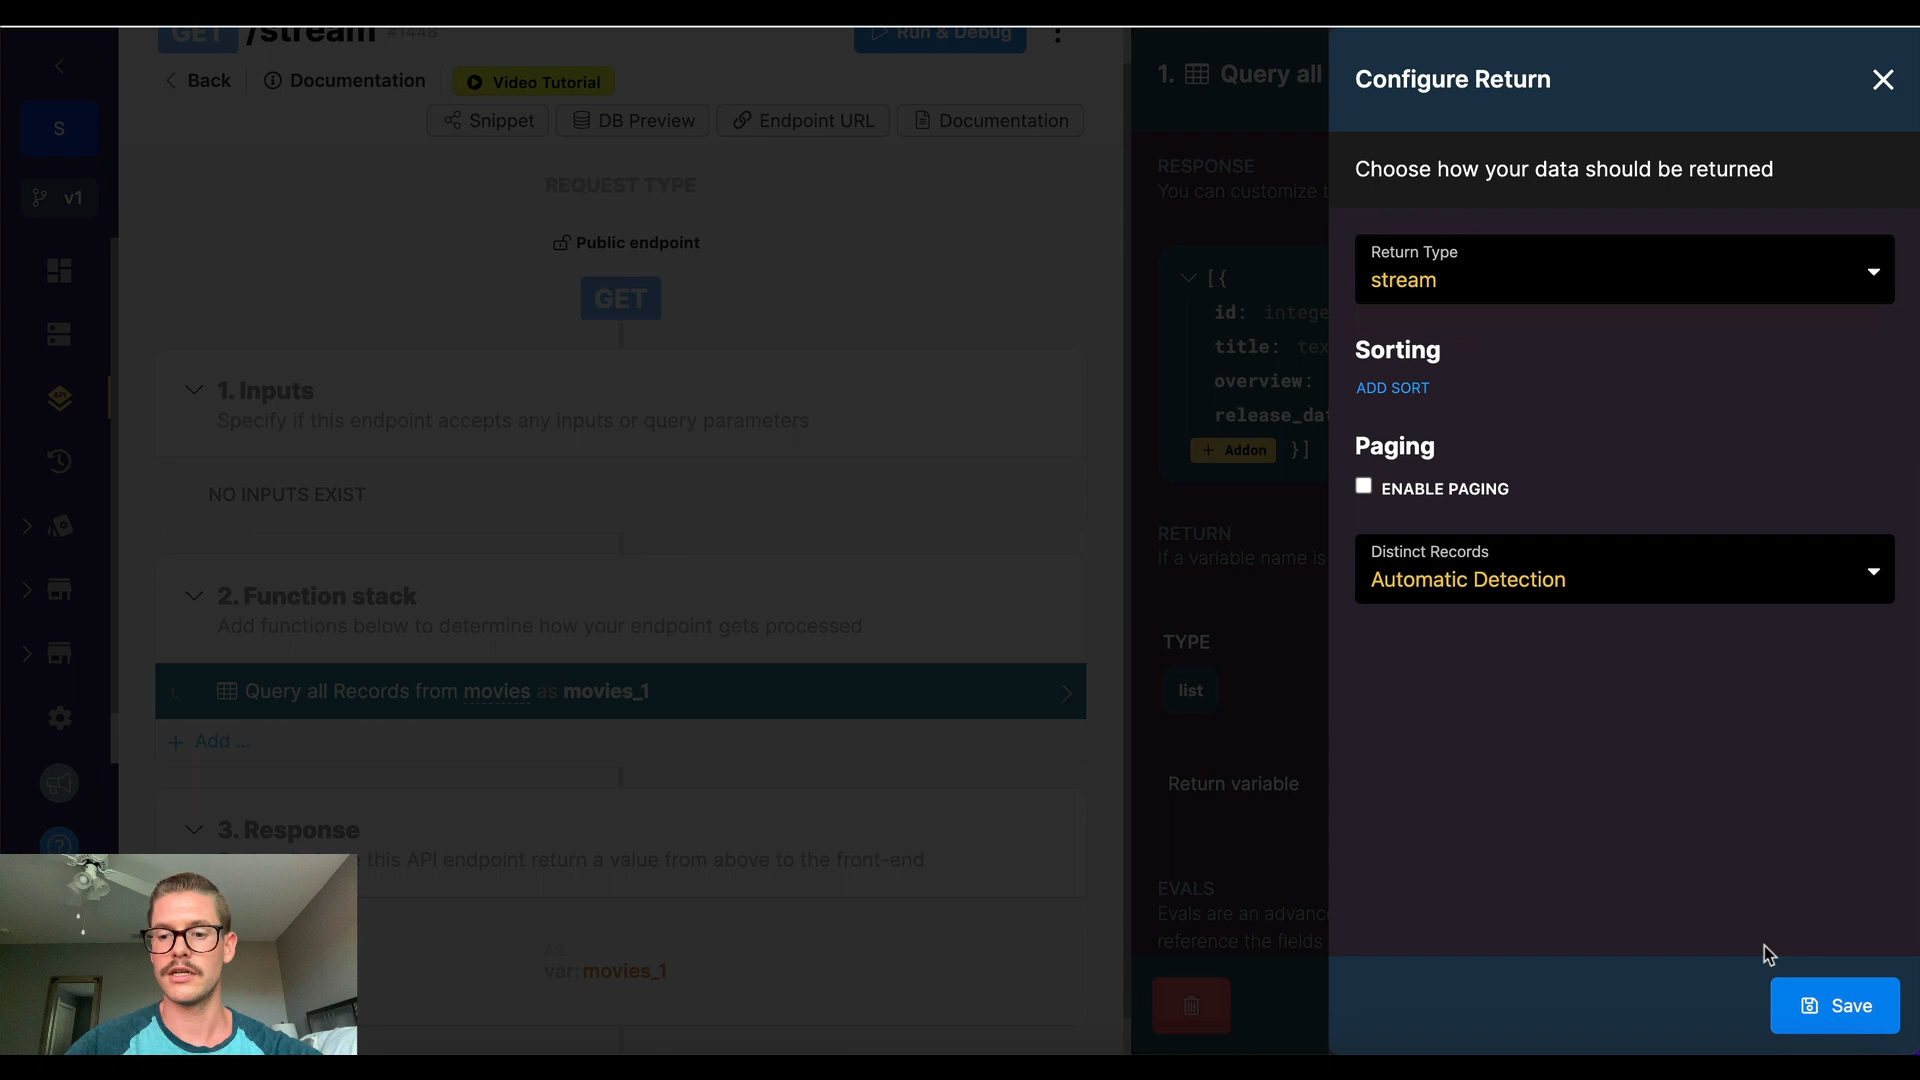 GET /stream #1448
Run & Debug
Back
Documentation
Video Tutorial
Snippet
DB Preview
Endpoint URL
Documentation
REQUEST TYPE
Public endpoint
GET
1. Inputs
Specify if this endpoint accepts any inputs or query parameters
NO INPUTS EXIST
2. Function stack
Add functions below to determine how your endpoint gets processed
1. Query all Records from movies as movies_1
+ Add ...
3. Response
this API endpoint return a value from above to the front-end
AS..
var: movies_1
S
v1
API
?
1. Query all
RESPONSE
You can customize t
[{
id: intege
title: tex
overview:
release_dat
+ Addon }]
RETURN
If a variable name is
TYPE
list
Return variable
EVALS
Evals are an advanc
reference the fields
Configure Return
Choose how your data should be returned
Return Type
stream
Sorting
ADD SORT
Paging
ENABLE PAGING
Distinct Records
Automatic Detection
Save